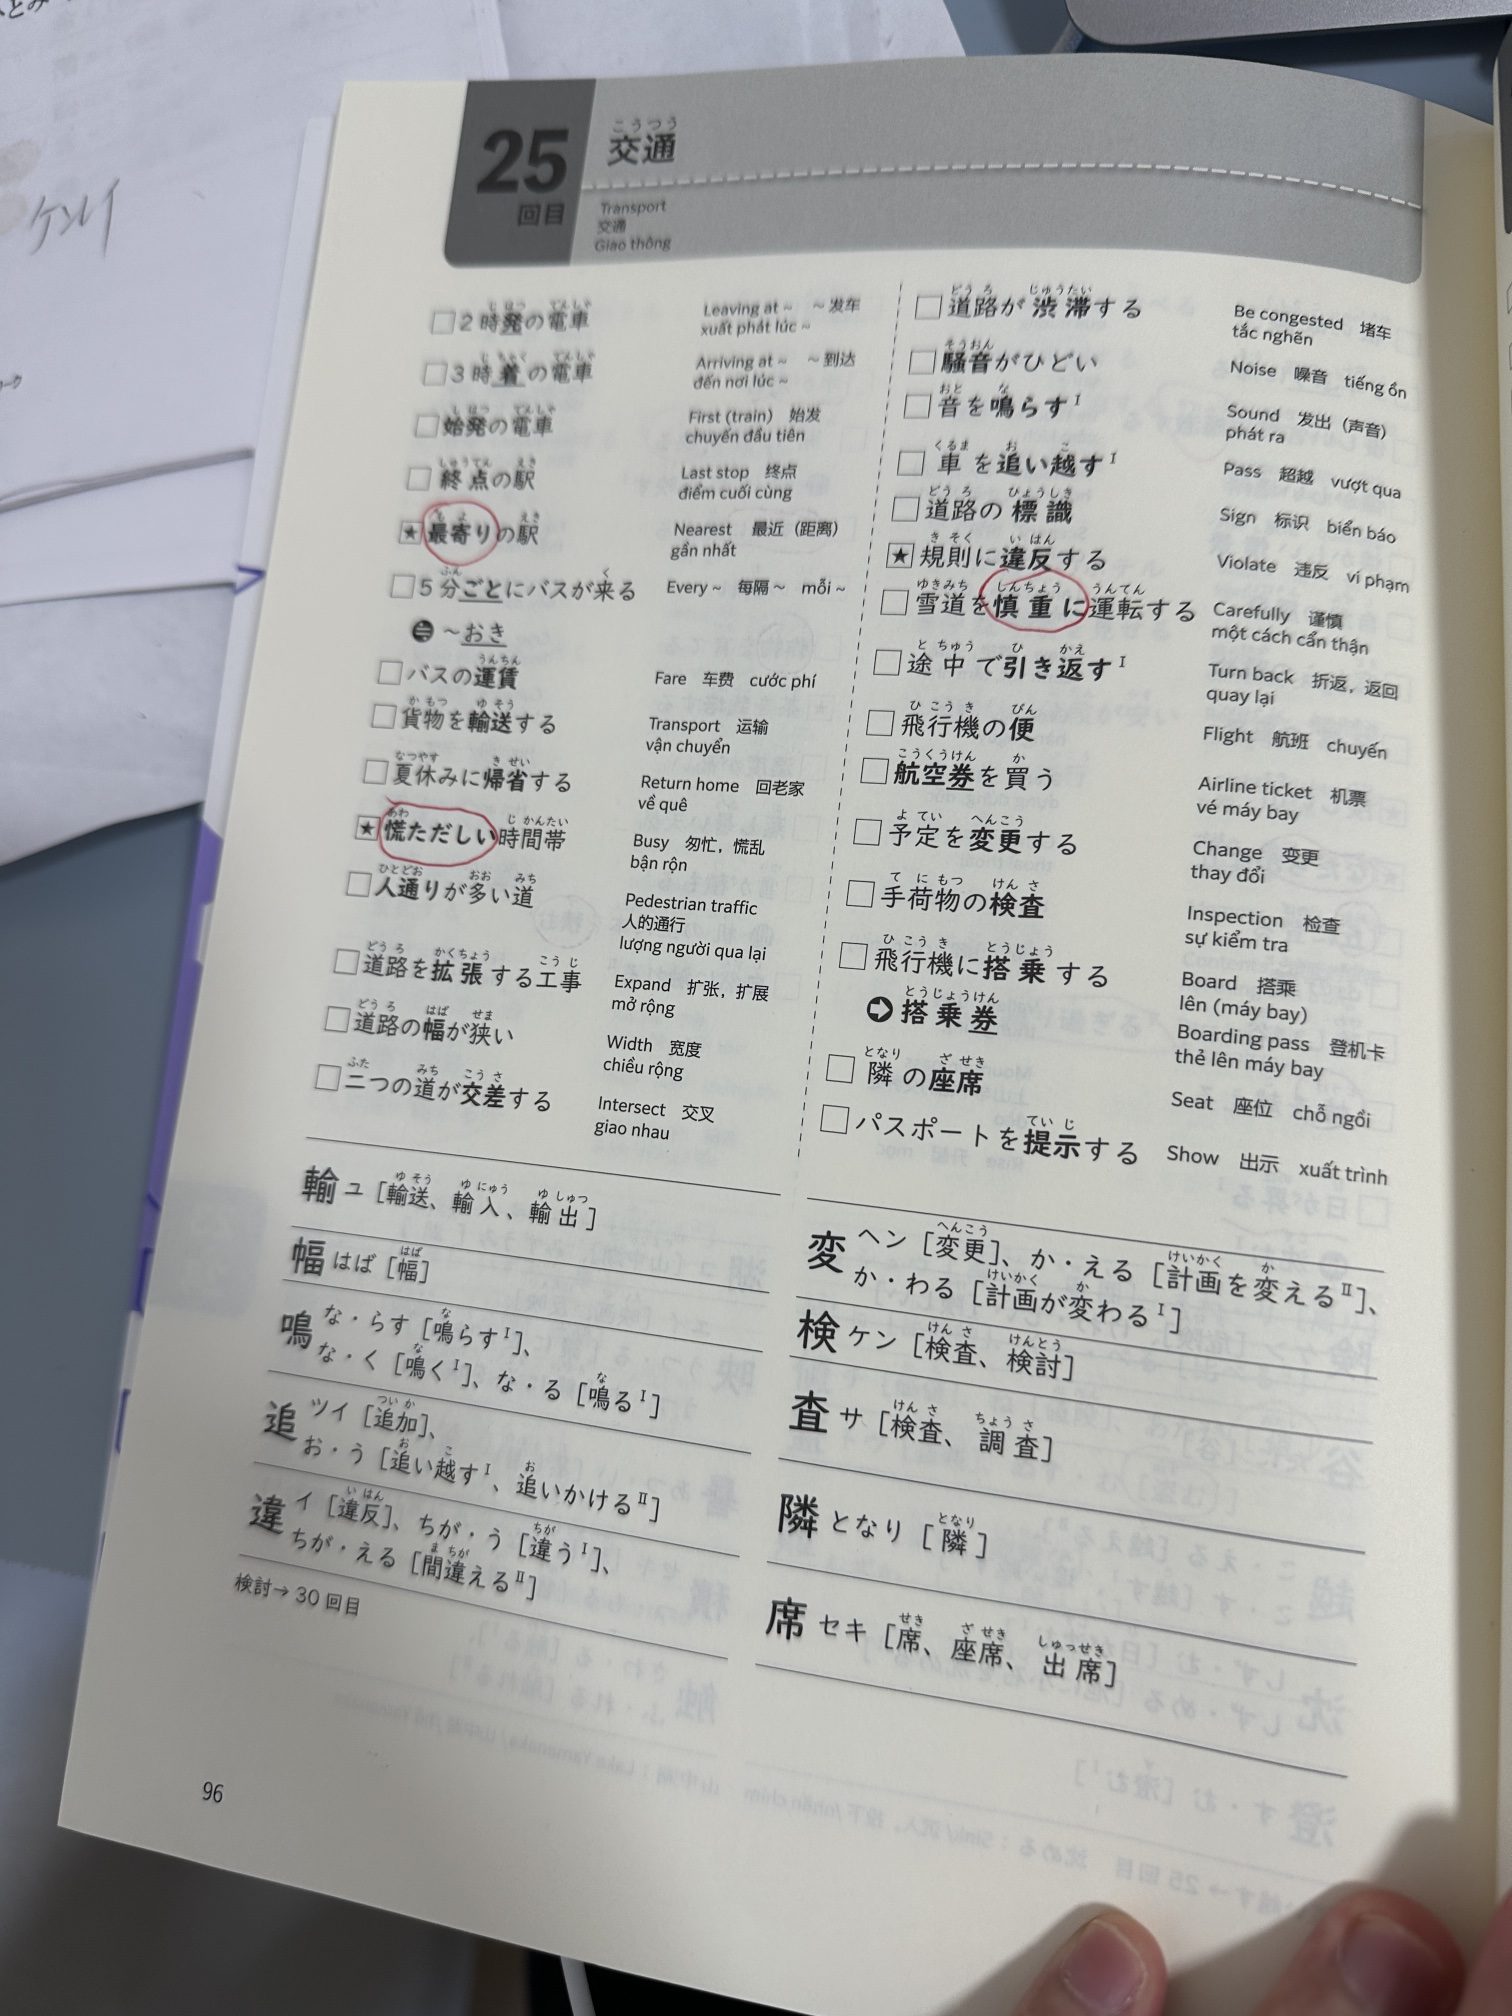 ケンイ
25
回目
こうつう
交通
Transport
交通
Giao thông
□2時発の電車 Leaving at ~ ~发车
xuất phát lúc ~
□3時着の電車 Arriving at ~ ~到达
đến nơi lúc ~
□始発の電車 First (train) 始发
chuyến đầu tiên
□終点の駅 Last stop 终点
điểm cuối cùng
★最寄りの駅 Nearest 最近（距离）
gần nhất
□5分ごとにバスが来る Every ~ 每隔~ mỗi ~
～おき
□バスの運賃 Fare 车费 cước phí
□貨物を輸送する Transport 运输
vận chuyển
□夏休みに帰省する Return home 回老家
về quê
★慌ただしい時間帯 Busy 匆忙，慌乱
bận rộn
□人通りが多い道 Pedestrian traffic
人的通行
lượng người qua lại
□道路を拡張する工事 Expand 扩张，扩展
mở rộng
□道路の幅が狭い Width 宽度
chiều rộng
□二つの道が交差する Intersect 交叉
giao nhau
□道路が渋滞する Be congested 堵车
tắc nghẽn
□騒音がひどい Noise 噪音 tiếng ồn
□音を鳴らすI Sound 发出（声音）
phát ra
□車を追い越すI Pass 超越 vượt qua
□道路の標識 Sign 标识 biển báo
★規則に違反する Violate 违反 vi phạm
□雪道を慎重に運転する Carefully 谨慎
một cách cẩn thận
□途中で引き返すI Turn back 折返，返回
quay lại
□飛行機の便 Flight 航班 chuyến
□航空券を買う Airline ticket 机票
vé máy bay
□予定を変更する Change 变更
thay đổi
□手荷物の検査 Inspection 检查
sự kiểm tra
□飛行機に搭乗する Board 搭乘
lên (máy bay)
➡搭乗券 Boarding pass 登机卡
thẻ lên máy bay
□隣の座席 Seat 座位 chỗ ngồi
□パスポートを提示する Show 出示 xuất trình
輸 ユ［輸送、輸入、輸出］
幅 はば［幅］
鳴 な・らす［鳴らすI］、
な・く［鳴くI］、な・る［鳴るI］
追 ツイ［追加］、
お・う［追い越すI、追いかけるII］
違 イ［違反］、ちが・う［違うI］、
ちが・える［間違えるII］
検討→30回目
変 ヘン［変更］、か・える［計画を変えるII］、
か・わる［計画が変わるI］
検 ケン［検査、検討］
査 サ［検査、調査］
隣 となり［隣］
席 セキ［席、座席、出席］
96